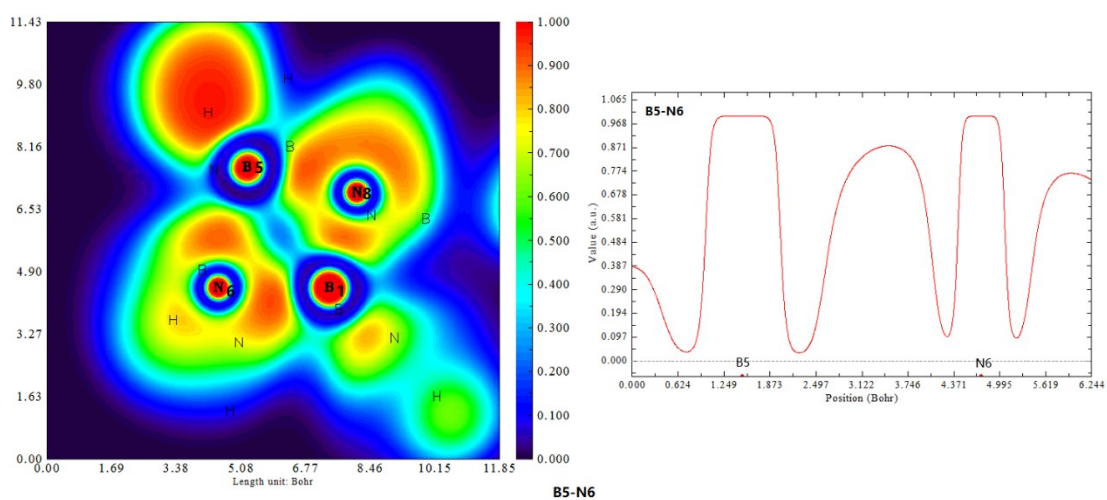 11.43
9.80
8.16
6.53
4.90
3.27
1.63
0.00
0.00 1.69 3.38 5.08 6.77 8.46 10.15 11.85
Length unit: Bohr
H
H
B
B5
N8
N
B
N6
B1
B
H
N
N
H
H
1.000
0.900
0.800
0.700
0.600
0.500
0.400
0.300
0.200
0.100
0.000
B5-N6
1.065
0.968
0.871
0.774
0.678
0.581
0.484
0.387
0.290
0.194
0.097
0.000
Value (a.u.)
B5
N6
0.000 0.624 1.249 1.873 2.497 3.122 3.746 4.371 4.995 5.619 6.244
Position (Bohr)
B5-N6